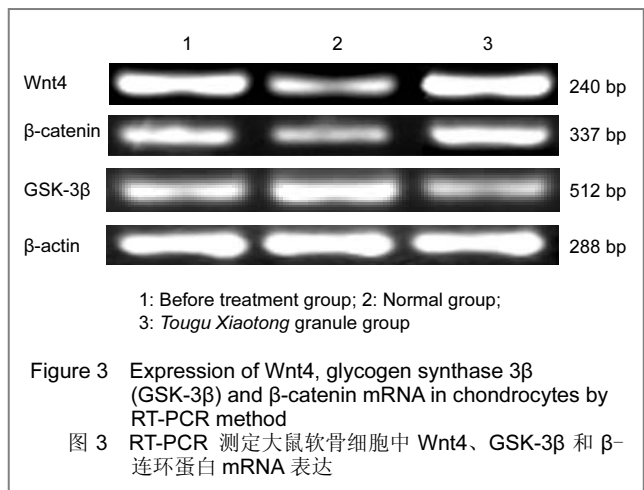 1 2 3
Wnt4 240 bp
β-catenin 337 bp
GSK-3β 512 bp
β-actin 288 bp
1: Before treatment group; 2: Normal group;
3: Tougu Xiaotong granule group
Figure 3 Expression of Wnt4, glycogen synthase 3β
(GSK-3β) and β-catenin mRNA in chondrocytes by
RT-PCR method
图 3 RT-PCR 测定大鼠软骨细胞中 Wnt4、GSK-3β 和 β-
连环蛋白 mRNA 表达